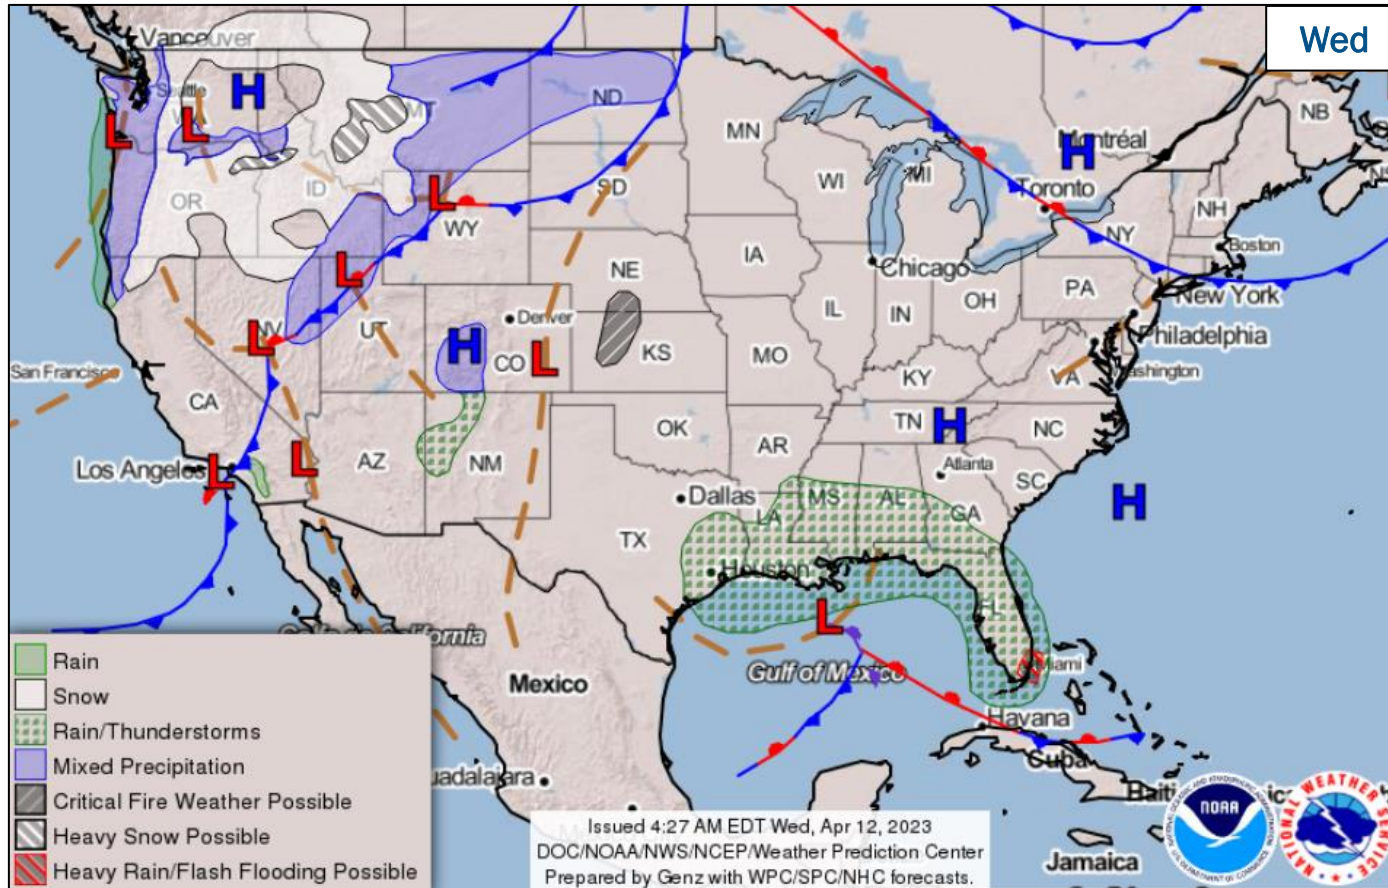 Wed
Vancouver
Seattle
WA
H
L
L
MT
ND
MN
Montréal
NB
H
OR
ID
L
WY
SD
WI
MI
Toronto
NH
NY
Boston
L
NE
IA
Chicago
PA
New York
NV
L
UT
Denver
H
CO
L
KS
MO
IL
IN
OH
Philadelphia
San Francisco
KY
VA
Washington
CA
AZ
NM
OK
AR
TN
H
NC
Los Angeles
L
L
Atlanta
SC
H
Dallas
LA
MS
AL
GA
TX
Houston
FL
L
Miami
Golfo de California
Gulf of Mexico
Mexico
Havana
Cuba
Guadalajara
Haiti
Jamaica
Rain
Snow
Rain/Thunderstorms
Mixed Precipitation
Critical Fire Weather Possible
Heavy Snow Possible
Heavy Rain/Flash Flooding Possible
Issued 4:27 AM EDT Wed, Apr 12, 2023
DOC/NOAA/NWS/NCEP/Weather Prediction Center
Prepared by Genz with WPC/SPC/NHC forecasts.
NOAA
NATIONAL WEATHER SERVICE